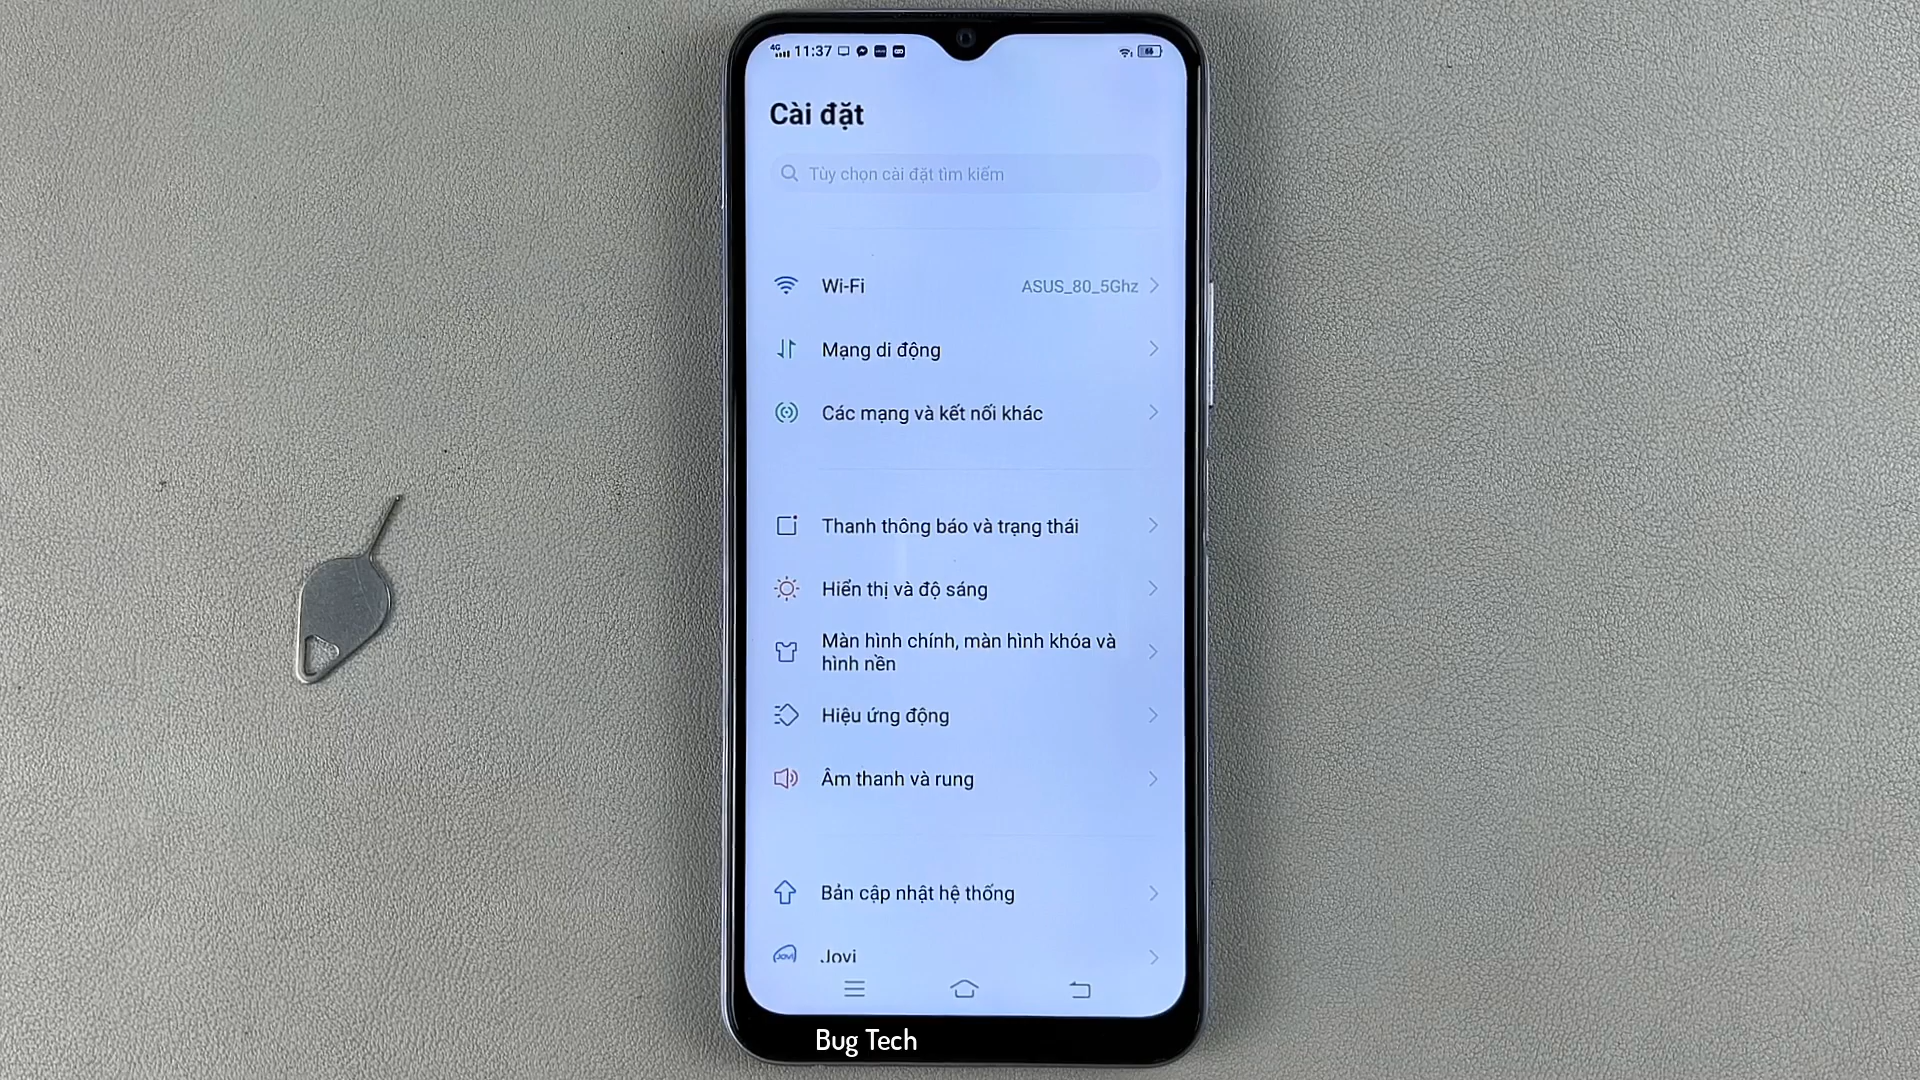 4G 11:37 66
Cài đặt
Tùy chọn cài đặt tìm kiếm
Wi-Fi ASUS_80_5Ghz
Mạng di động
Các mạng và kết nối khác
Thanh thông báo và trạng thái
Hiển thị và độ sáng
Màn hình chính, màn hình khóa và
hình nền
Hiệu ứng động
Âm thanh và rung
Bản cập nhật hệ thống
Jovi Jovi
Bug Tech